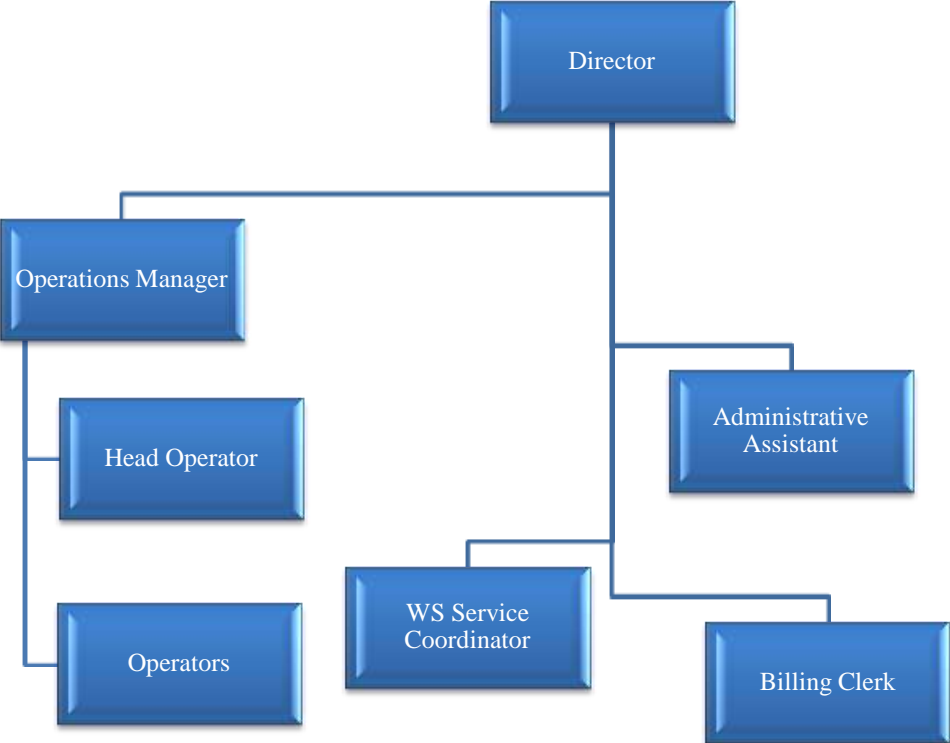 Director
Operations Manager
Administrative
Assistant
Head Operator
WS Service
Coordinator
Operators
Billing Clerk